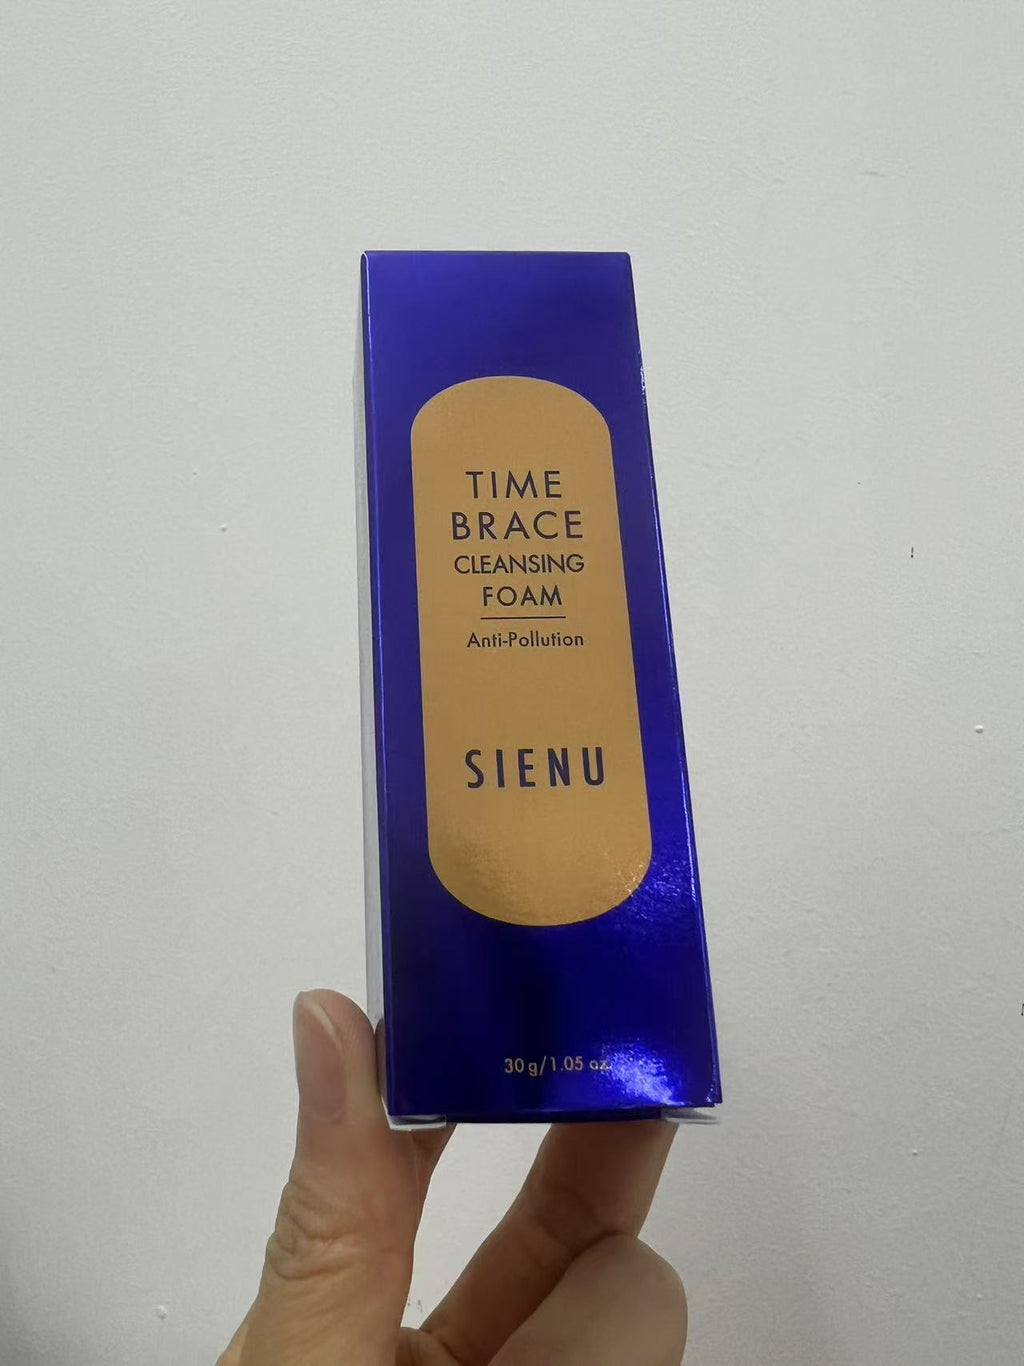 TIME
BRACE
CLEANSING
FOAM
Anti-Pollution
SIENU
30g/1.05 oz.